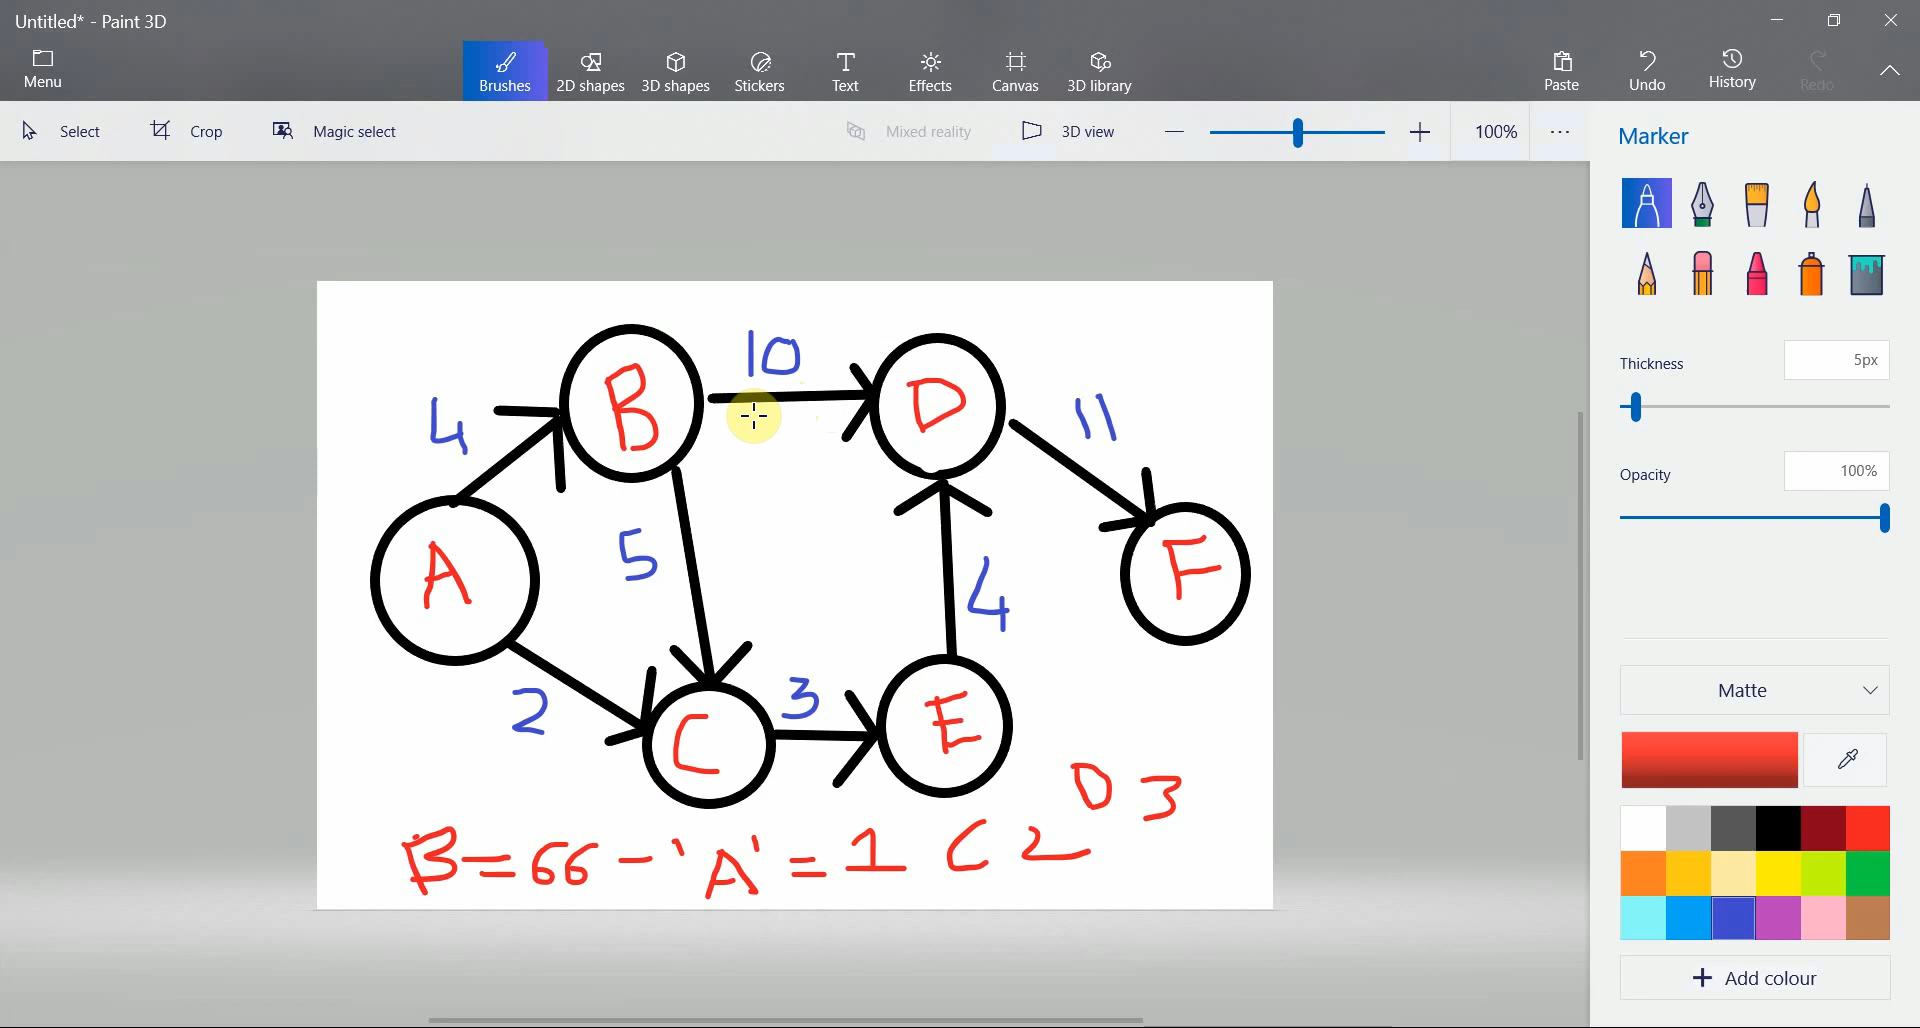 Untitled* - Paint 3D
Menu
Brushes
2D shapes
3D shapes
Stickers
Text
Effects
Canvas
3D library
Paste
Undo
History
Redo
Select
Crop
Magic select
Mixed reality
3D view
100%
Marker
Thickness
5px
Opacity
100%
Matte
Add colour
10
B
D
11
4
A
5
4
F
2
3
C
E
D 3
B = 66 - 'A' = 1 C 2